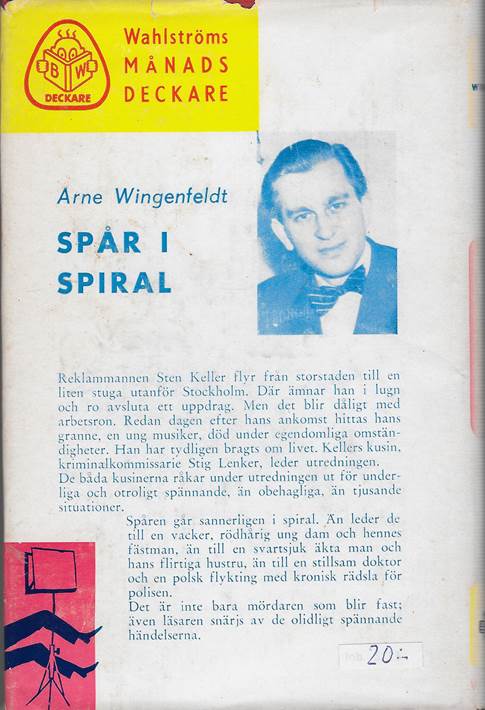 Wahlströms
MÅNADS
DECKARE
B W
DECKARE
Arne Wingenfeldt
SPÅR I
SPIRAL
Reklammannen Sten Keller flyr från storstaden till en
liten stuga utanför Stockholm. Där ämnar han i lugn
och ro avsluta ett uppdrag. Men det blir dåligt med
arbetsron. Redan dagen efter hans ankomst hittas hans
granne, en ung musiker, död under egendomliga omstän-
digheter. Han har tydligen bragts om livet. Kellers kusin,
kriminalkommissarie Stig Lenker, leder utredningen.
De båda kusinerna råkar under utredningen ut för under-
liga och otroligt spännande, än obehagliga, än tjusande
situationer.
Spåren går sannerligen i spiral. Än leder de
till en vacker, rödhårig ung dam och hennes
fästman, än till en svartsjuk äkta man och
hans flirtiga hustru, än till en stillsam doktor
och en polsk flykting med kronisk rädsla för
polisen.
Det är inte bara mördaren som blir fast;
även läsaren snärjs av de olidligt spännande
händelserna.
20:-